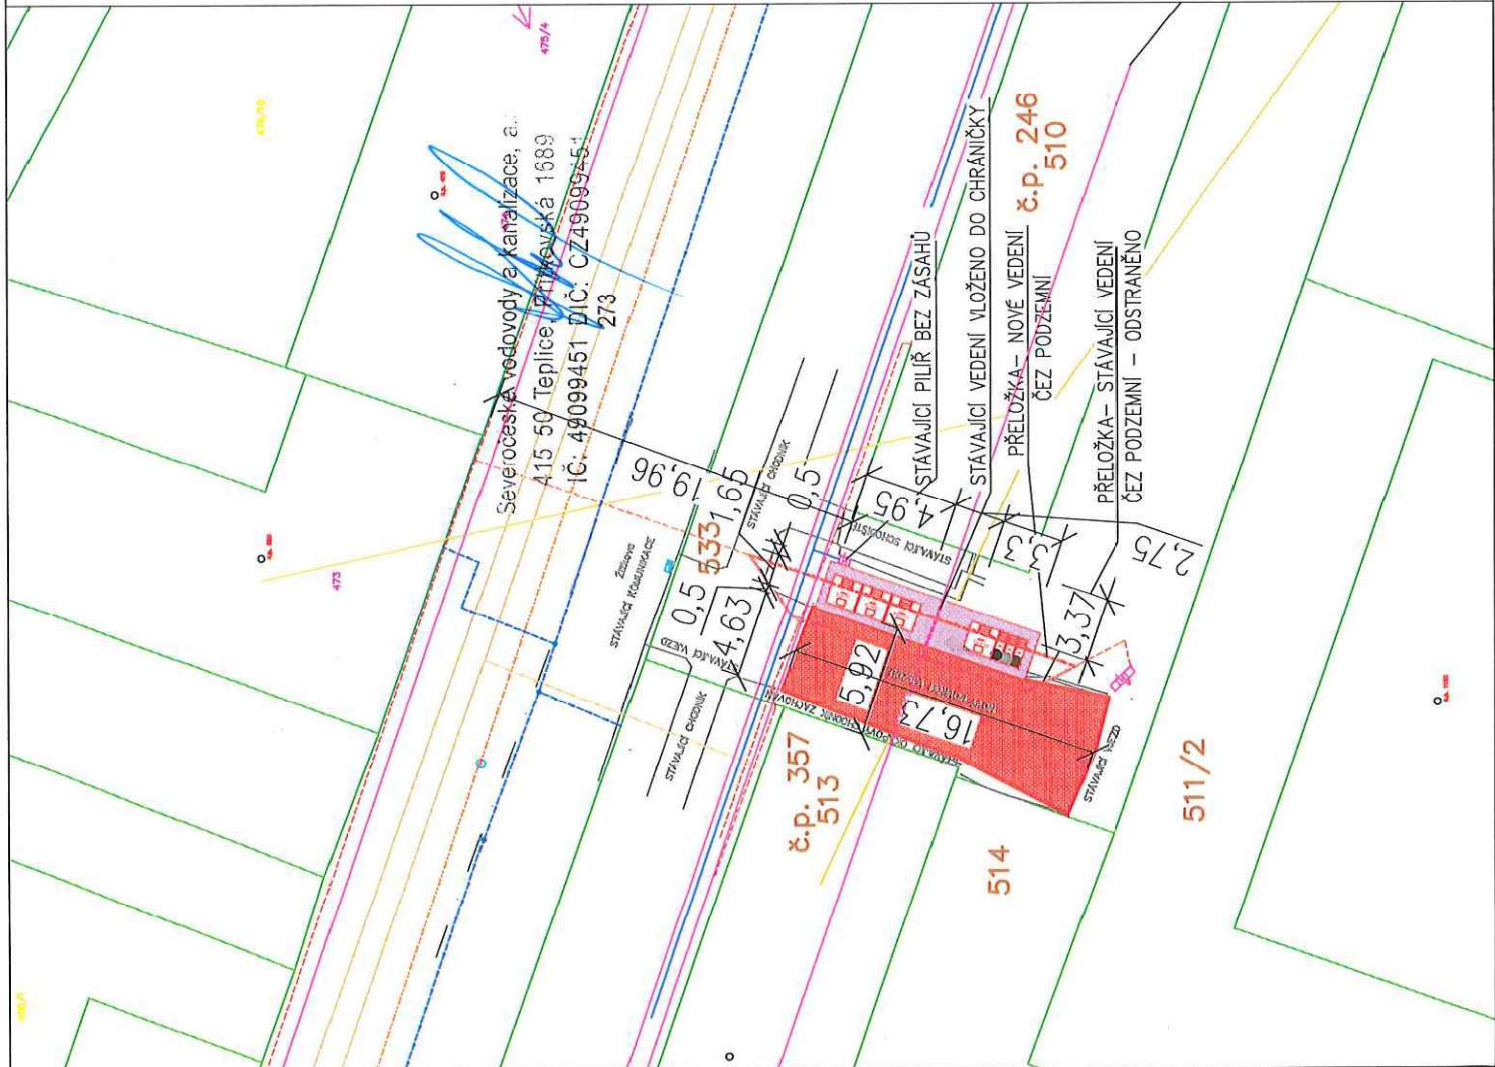 475/4
473
Severočeské vodovody a kanalizace, a.
415 50 Teplice, Přítkovská 1689
IČ: 49099451 DIČ: CZ49099451
273
19,96
Žižkova
STÁVAJÍCÍ KOMUNIKACE
533
1,65
0,5
STÁVAJÍCÍ CHODNÍK
0,5
4,63
STÁVAJÍCÍ VJEZD
STÁVAJÍCÍ CHODNÍK
4,95
STÁVAJÍCÍ SCHODIŠTĚ
STÁVAJÍCÍ PILÍŘ BEZ ZÁSAHŮ
STÁVAJÍCÍ VEDENÍ VLOŽENO DO CHRÁNIČKY
č.p. 246
510
PŘELOŽKA– NOVÉ VEDENÍ
ČEZ PODZEMNÍ
PŘELOŽKA– STÁVAJÍCÍ VEDENÍ
ČEZ PODZEMNÍ – ODSTRANĚNO
3,3
2,75
3,37
5,92
16,73
STÁVAJÍCÍ VJEZD
č.p. 357
513
514
511/2